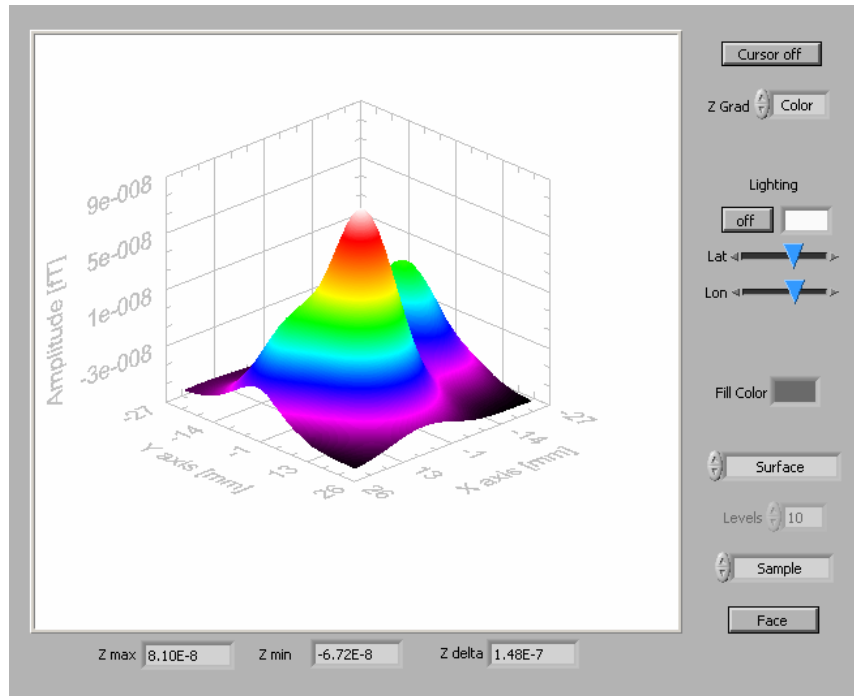 Cursor off
Z Grad Color
Lighting
off
Lat
Lon
Fill Color
Surface
Levels 10
Sample
Face
Amplitude [fT]
9e-008
5e-008
1e-008
-3e-008
Y axis [mm]
-27
-14
-1
13
26
X axis [mm]
26
13
-1
-14
-27
Z max 8.10E-8 Z min -6.72E-8 Z delta 1.48E-7